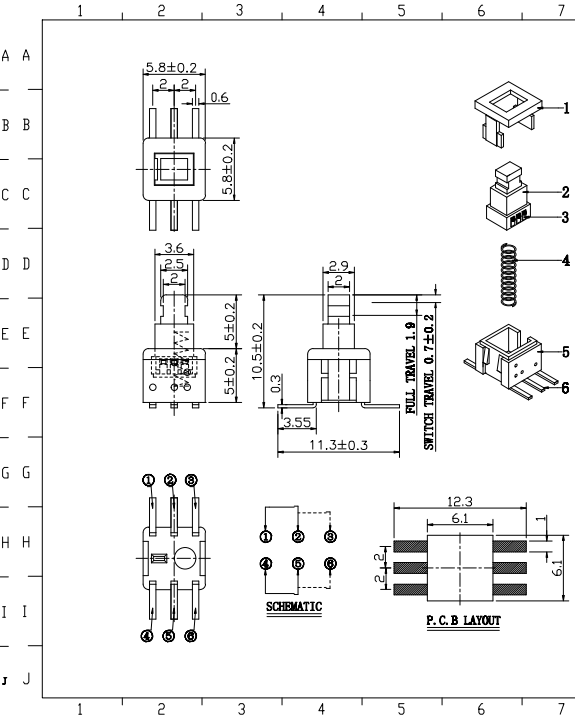 1 2 3 4 5 6 7
A A
B B
C C
D D
E E
F F
G G
H H
I I
J J
5.8±0.2
2 2
0.6
5.8±0.2
1
2
3
4
5
6
3.6
2.5
2
5±0.2
5±0.2
2.9
2
10.5±0.2
0.3
3.55
11.3±0.3
FULL TRAVEL 1.9
SWITCH TRAVEL 0.7±0.2
① ② ③
④ ⑤ ⑥
① ② ③
④ ⑤ ⑥
SCHEMATIC
12.3
6.1
1
2
2
6.1
P.C.B LAYOUT
1 2 3 4 5 6 7